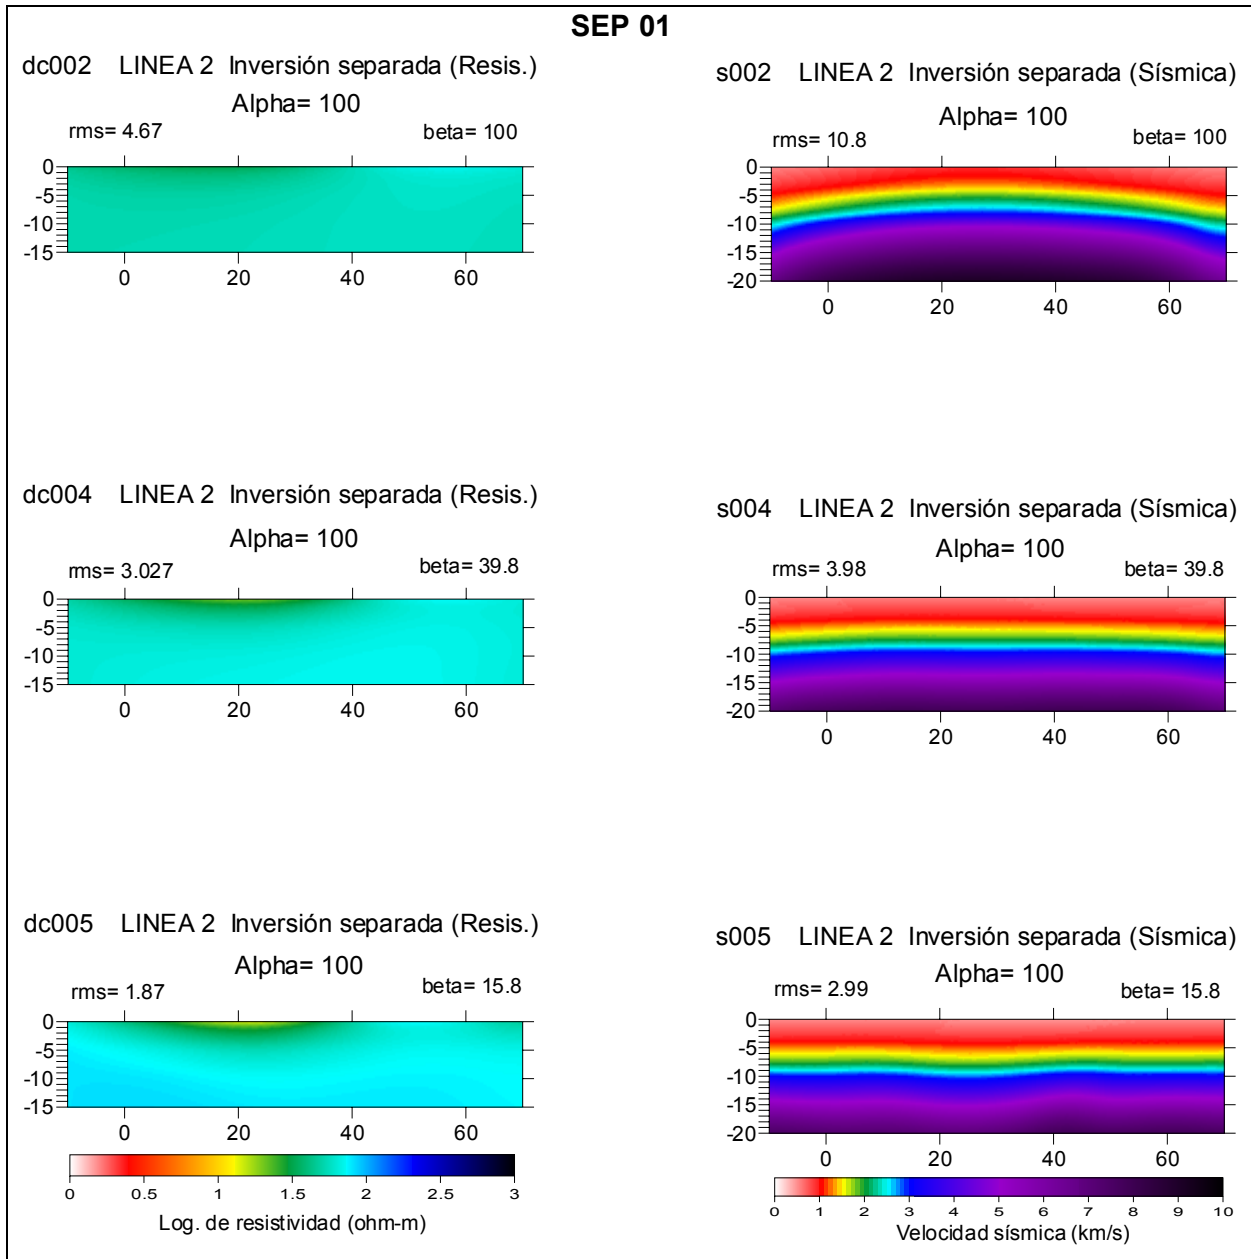 SEP 01
dc002 LINEA 2 Inversión separada (Resis.)
Alpha= 100
rms= 4.67 beta= 100
0
-5
-10
-15
0 20 40 60
s002 LINEA 2 Inversión separada (Sísmica)
Alpha= 100
rms= 10.8 beta= 100
0
-5
-10
-15
-20
0 20 40 60
dc004 LINEA 2 Inversión separada (Resis.)
Alpha= 100
rms= 3.027 beta= 39.8
0
-5
-10
-15
0 20 40 60
s004 LINEA 2 Inversión separada (Sísmica)
Alpha= 100
rms= 3.98 beta= 39.8
0
-5
-10
-15
-20
0 20 40 60
dc005 LINEA 2 Inversión separada (Resis.)
Alpha= 100
rms= 1.87 beta= 15.8
0
-5
-10
-15
0 20 40 60
0 0.5 1 1.5 2 2.5 3
Log. de resistividad (ohm-m)
s005 LINEA 2 Inversión separada (Sísmica)
Alpha= 100
rms= 2.99 beta= 15.8
0
-5
-10
-15
-20
0 20 40 60
0 1 2 3 4 5 6 7 8 9 10
Velocidad sísmica (km/s)